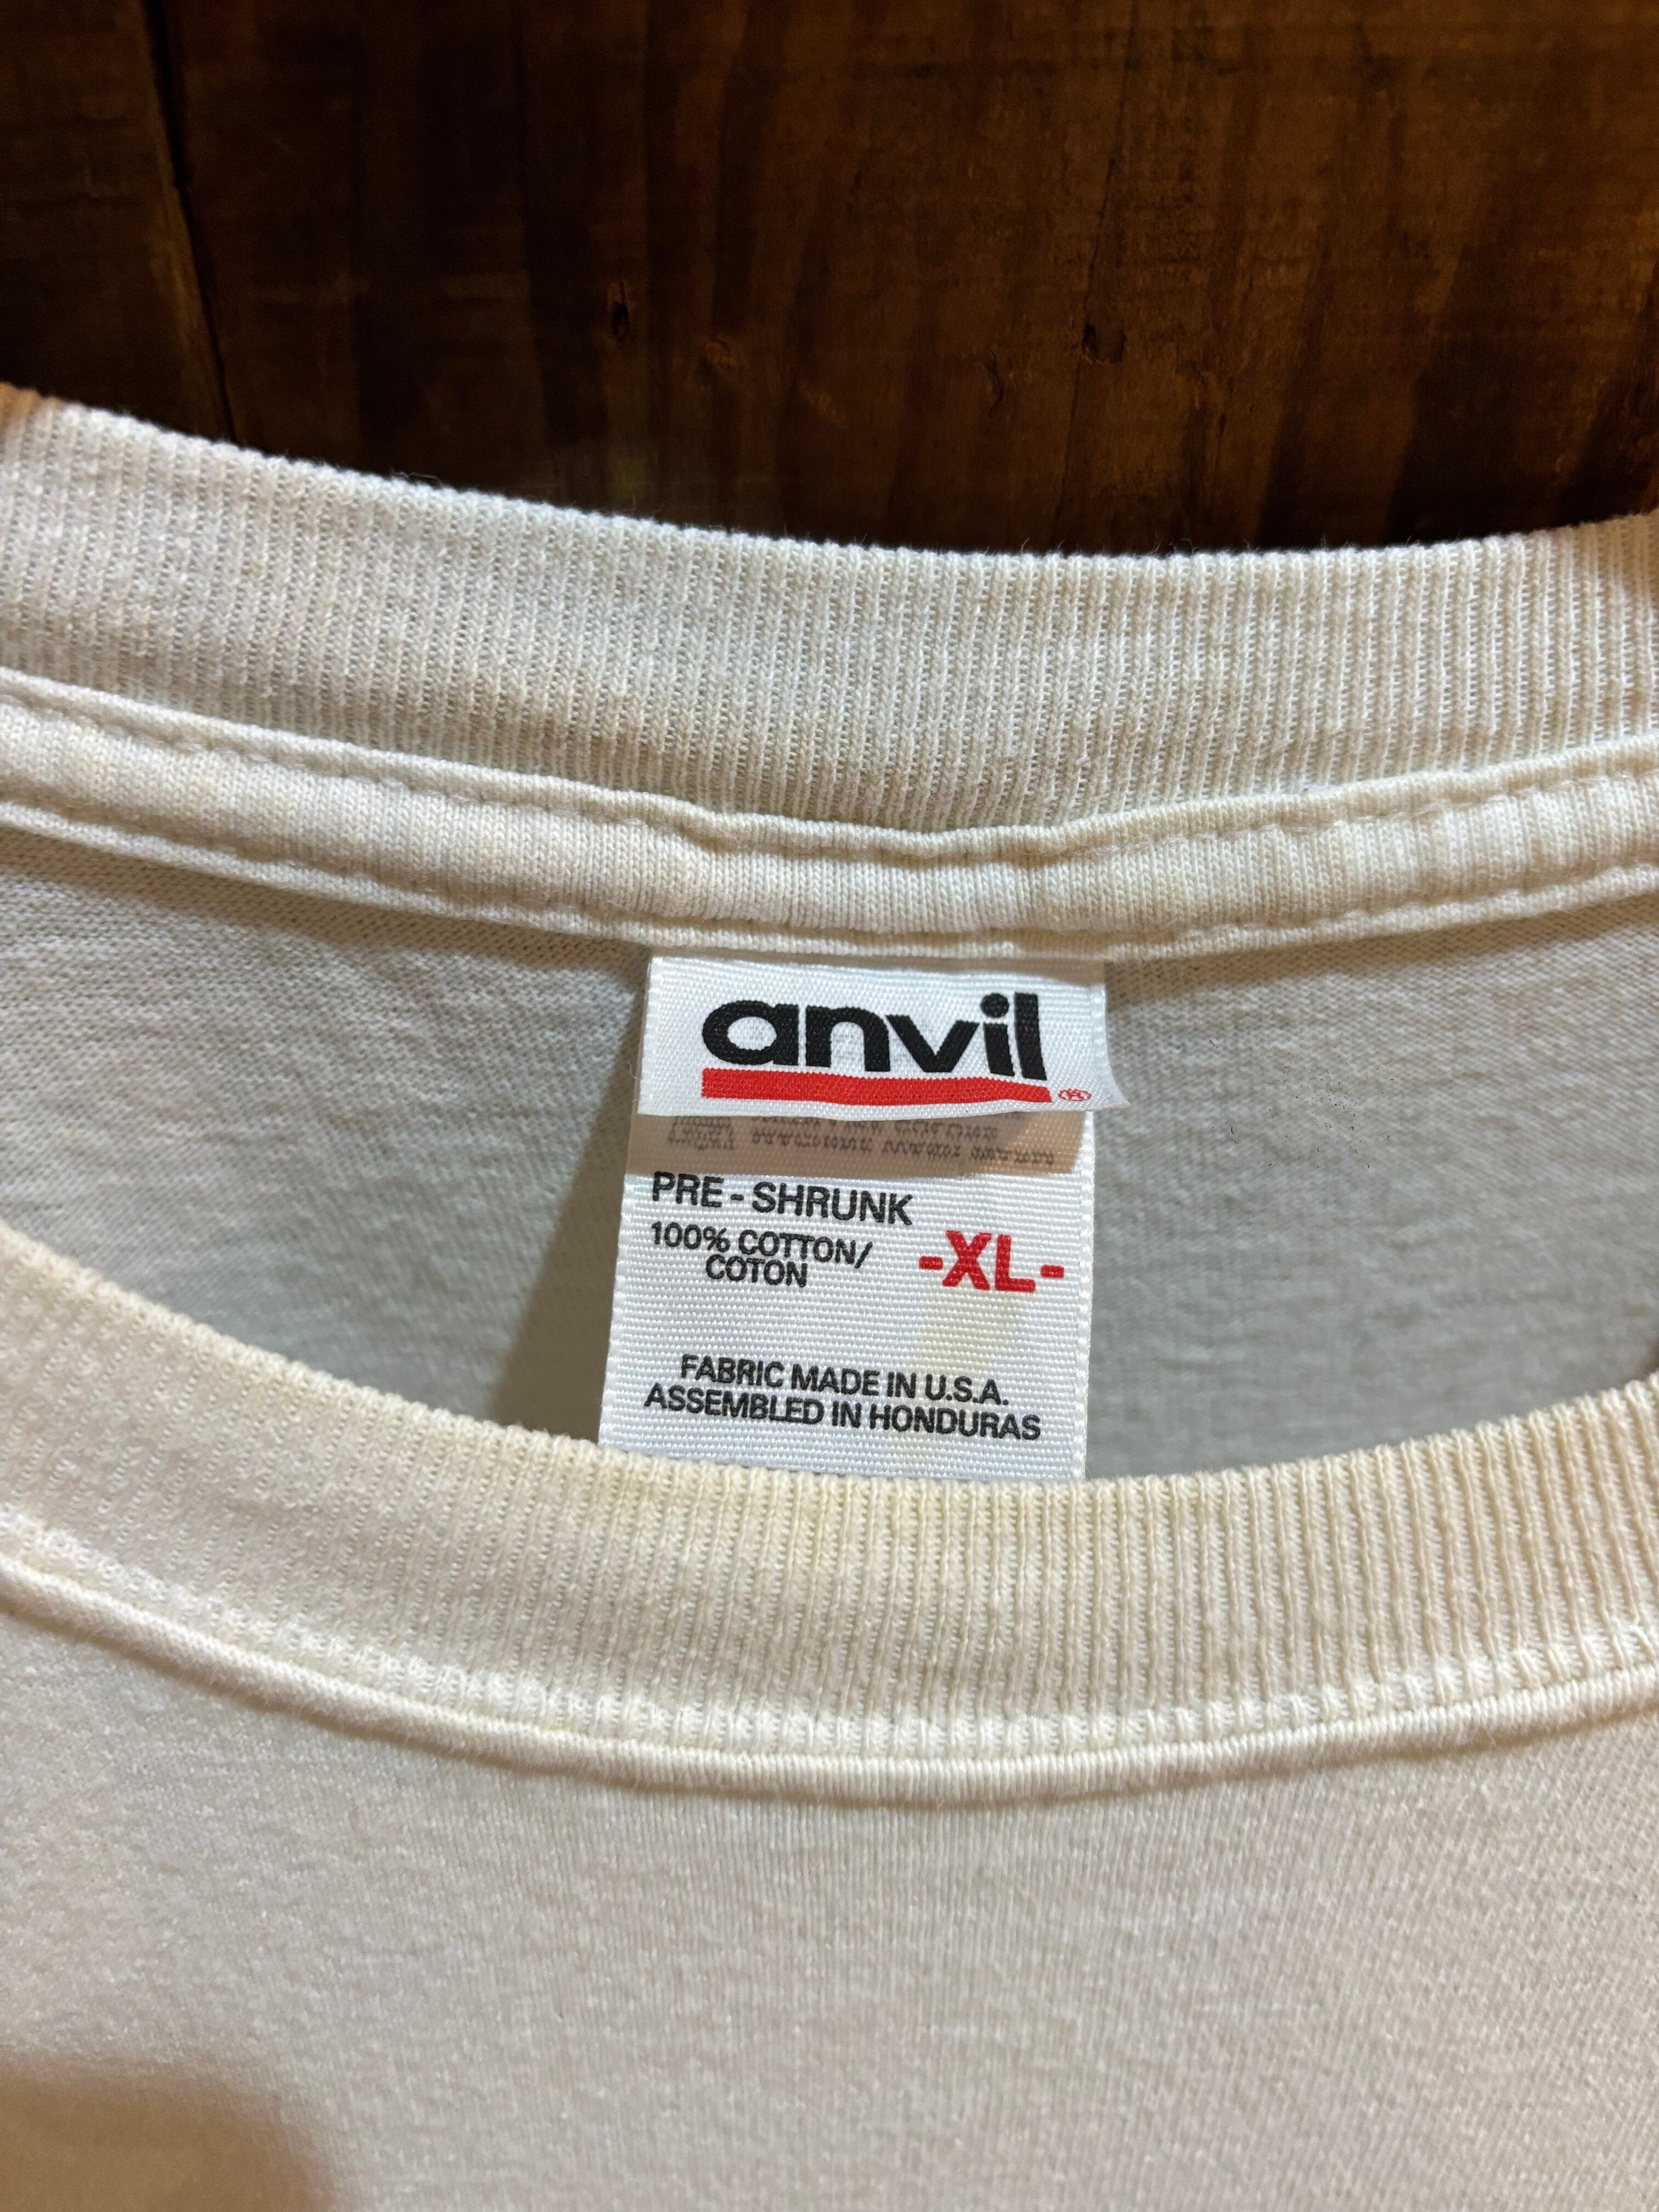 anvil
®
PRE - SHRUNK
100% COTTON/
COTON
-XL-
FABRIC MADE IN U.S.A.
ASSEMBLED IN HONDURAS